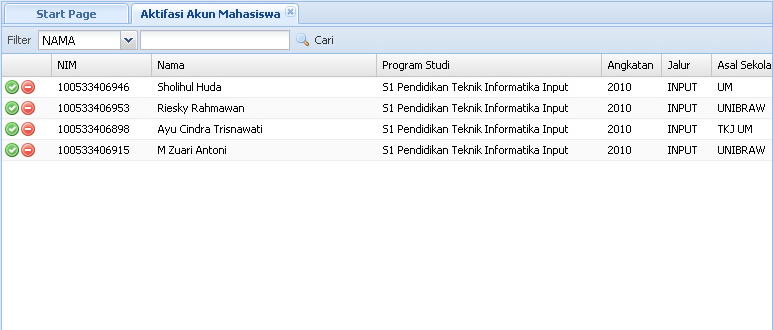 Start Page Aktifasi Akun Mahasiswa
Filter NAMA Cari
NIM Nama Program Studi Angkatan Jalur Asal Sekola
100533406946 Sholihul Huda S1 Pendidikan Teknik Informatika Input 2010 INPUT UM
100533406953 Riesky Rahmawan S1 Pendidikan Teknik Informatika Input 2010 INPUT UNIBRAW
100533406898 Ayu Cindra Trisnawati S1 Pendidikan Teknik Informatika Input 2010 INPUT TKJ UM
100533406915 M Zuari Antoni S1 Pendidikan Teknik Informatika Input 2010 INPUT UNIBRAW